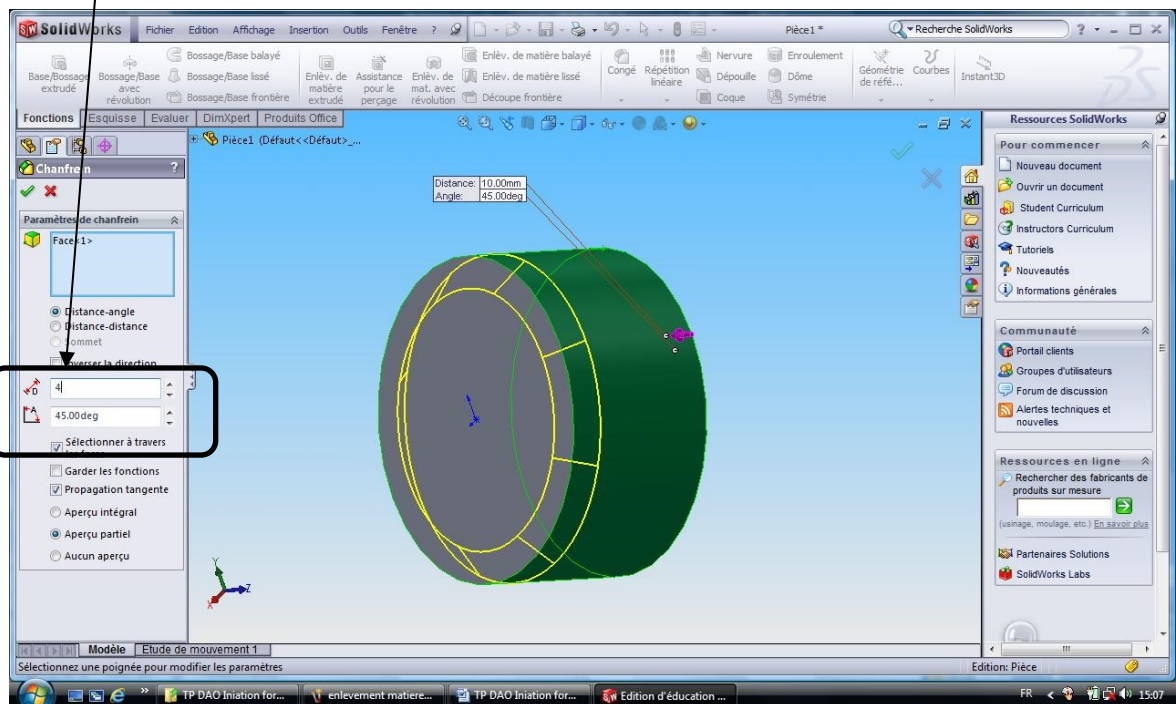 SolidWorks Fichier Edition Affichage Insertion Outils Fenêtre ? Pièce1 * Recherche SolidWorks ?
Base/Bossage extrudé
Bossage/Base avec révolution
Bossage/Base balayé
Bossage/Base lissé
Bossage/Base frontière
Enlèv. de matière extrudé
Assistance pour le perçage
Enlèv. de mat. avec révolution
Enlèv. de matière balayé
Enlèv. de matière lissé
Découpe frontière
Congé
Répétition linéaire
Nervure
Dépouille
Coque
Enroulement
Dôme
Symétrie
Géométrie de réfé...
Courbes
Instant3D
Fonctions Esquisse Evaluer DimXpert Produits Office
Pièce1 (Défaut<<Défaut>_...
Chanfrein ?
Paramètres de chanfrein
Face<1>
Distance-angle
Distance-distance
Sommet
Inverser la direction
D 4
A 45.00deg
Sélectionner à travers
Garder les fonctions
Propagation tangente
Aperçu intégral
Aperçu partiel
Aucun aperçu
Distance: 10.00mm
Angle: 45.00deg
Y
Z
X
Ressources SolidWorks
Pour commencer
Nouveau document
Ouvrir un document
Student Curriculum
Instructors Curriculum
Tutoriels
Nouveautés
Informations générales
Communauté
Portail clients
Groupes d'utilisateurs
Forum de discussion
Alertes techniques et
nouvelles
Ressources en ligne
Rechercher des fabricants de
produits sur mesure
(usinage, moulage, etc.) En savoir plus
Partenaires Solutions
SolidWorks Labs
Modèle Etude de mouvement 1
Sélectionnez une poignée pour modifier les paramètres Edition: Pièce
TP DAO Iniation for... enlevement matiere... TP DAO Iniation for... Edition d'éducation ... FR 15:07